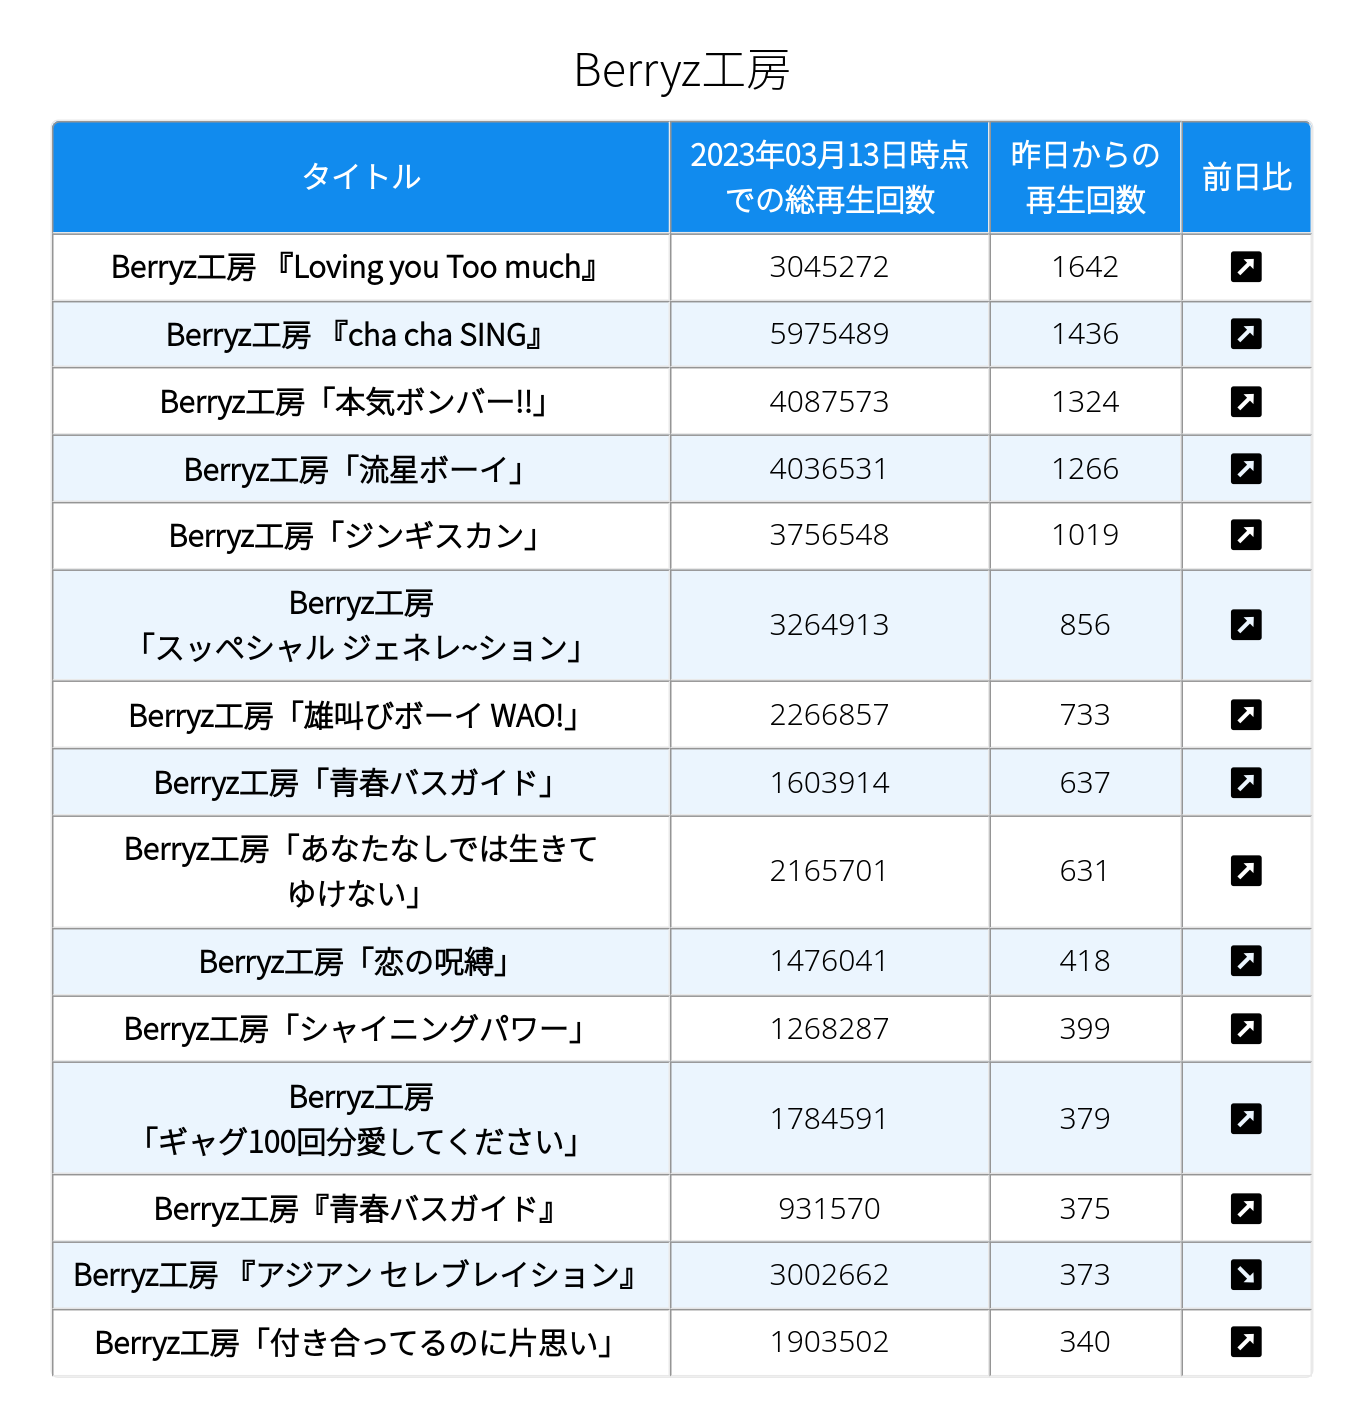 Berryz工房
タイトル
2023年03月13日時点
での総再生回数
昨日からの
再生回数
前日比
Berryz工房 『Loving you Too much』 3045272 1642 ↗
Berryz工房 『cha cha SING』 5975489 1436 ↗
Berryz工房「本気ボンバー!!」 4087573 1324 ↗
Berryz工房「流星ボーイ」 4036531 1266 ↗
Berryz工房「ジンギスカン」 3756548 1019 ↗
Berryz工房
「スッペシャル ジェネレ~ション」 3264913 856 ↗
Berryz工房「雄叫びボーイ WAO!」 2266857 733 ↗
Berryz工房「青春バスガイド」 1603914 637 ↗
Berryz工房「あなたなしでは生きて
ゆけない」 2165701 631 ↗
Berryz工房「恋の呪縛」 1476041 418 ↗
Berryz工房「シャイニングパワー」 1268287 399 ↗
Berryz工房
「ギャグ100回分愛してください」 1784591 379 ↗
Berryz工房『青春バスガイド』 931570 375 ↗
Berryz工房 『アジアン セレブレイション』 3002662 373 ↘
Berryz工房「付き合ってるのに片思い」 1903502 340 ↗